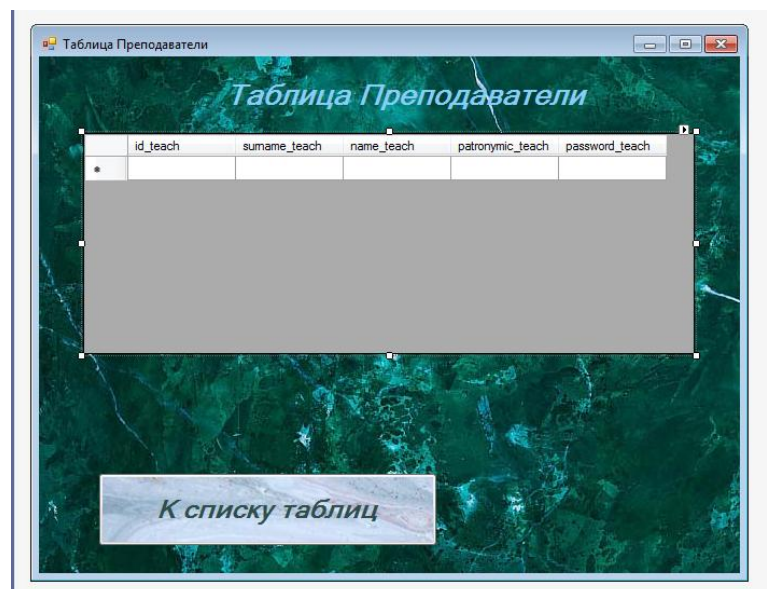 Таблица Преподаватели
Таблица Преподаватели
id_teach surname_teach name_teach patronymic_teach password_teach
К списку таблиц